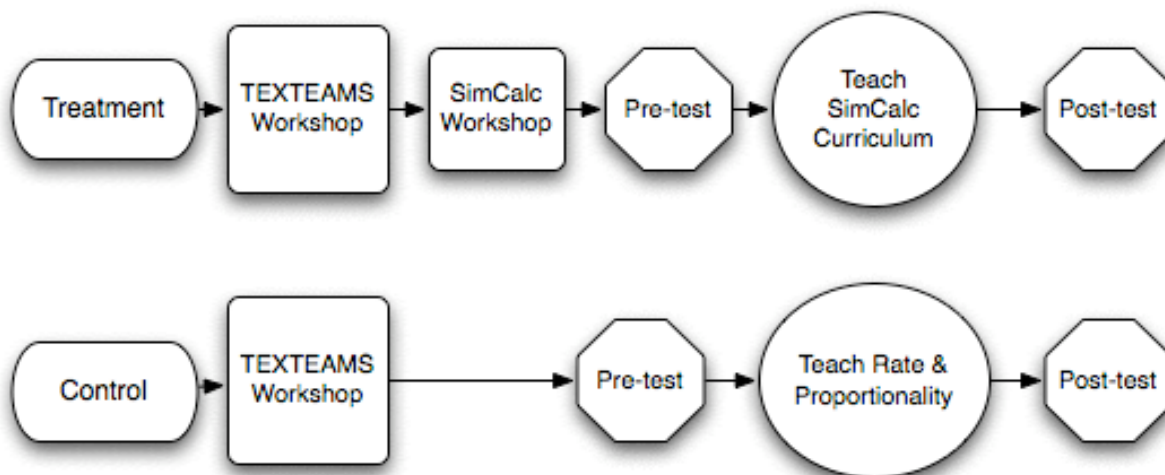 Treatment
TEXTEAMS
Workshop
SimCalc
Workshop
Pre-test
Teach
SimCalc
Curriculum
Post-test
Control
TEXTEAMS
Workshop
Pre-test
Teach Rate &
Proportionality
Post-test